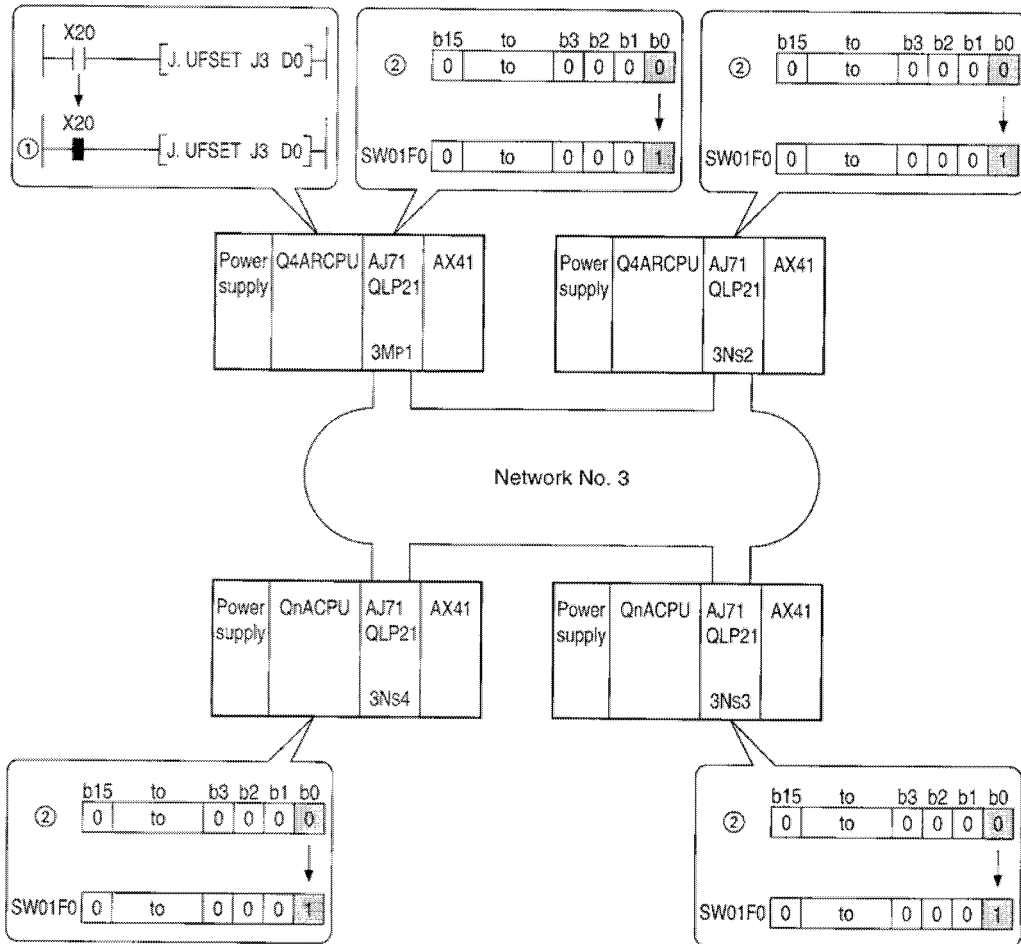 X20
[J. UFSET J3 D0]
X20
① [J. UFSET J3 D0]
b15 to b3 b2 b1 b0
② 0 to 0 0 0 0
SW01F0 0 to 0 0 0 1
b15 to b3 b2 b1 b0
② 0 to 0 0 0 0
SW01F0 0 to 0 0 0 1
Power supply
Q4ARCPU
AJ71
QLP21
3MP1
AX41
Power supply
Q4ARCPU
AJ71
QLP21
3NS2
AX41
Network No. 3
Power supply
QnACPU
AJ71
QLP21
3NS4
AX41
Power supply
QnACPU
AJ71
QLP21
3NS3
AX41
b15 to b3 b2 b1 b0
② 0 to 0 0 0 0
SW01F0 0 to 0 0 0 1
b15 to b3 b2 b1 b0
② 0 to 0 0 0 0
SW01F0 0 to 0 0 0 1